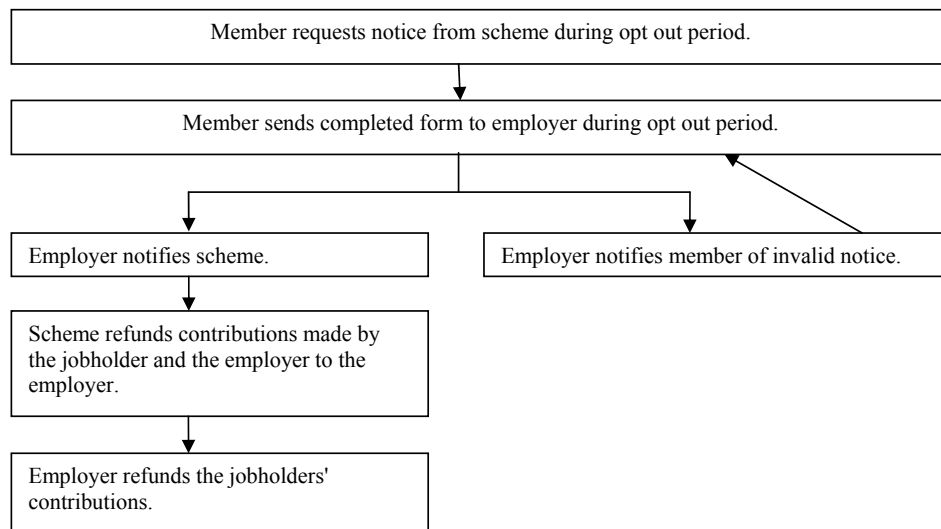 Member requests notice from scheme during opt out period.
Member sends completed form to employer during opt out period.
Employer notifies scheme.
Employer notifies member of invalid notice.
Scheme refunds contributions made by
the jobholder and the employer to the
employer.
Employer refunds the jobholders'
contributions.